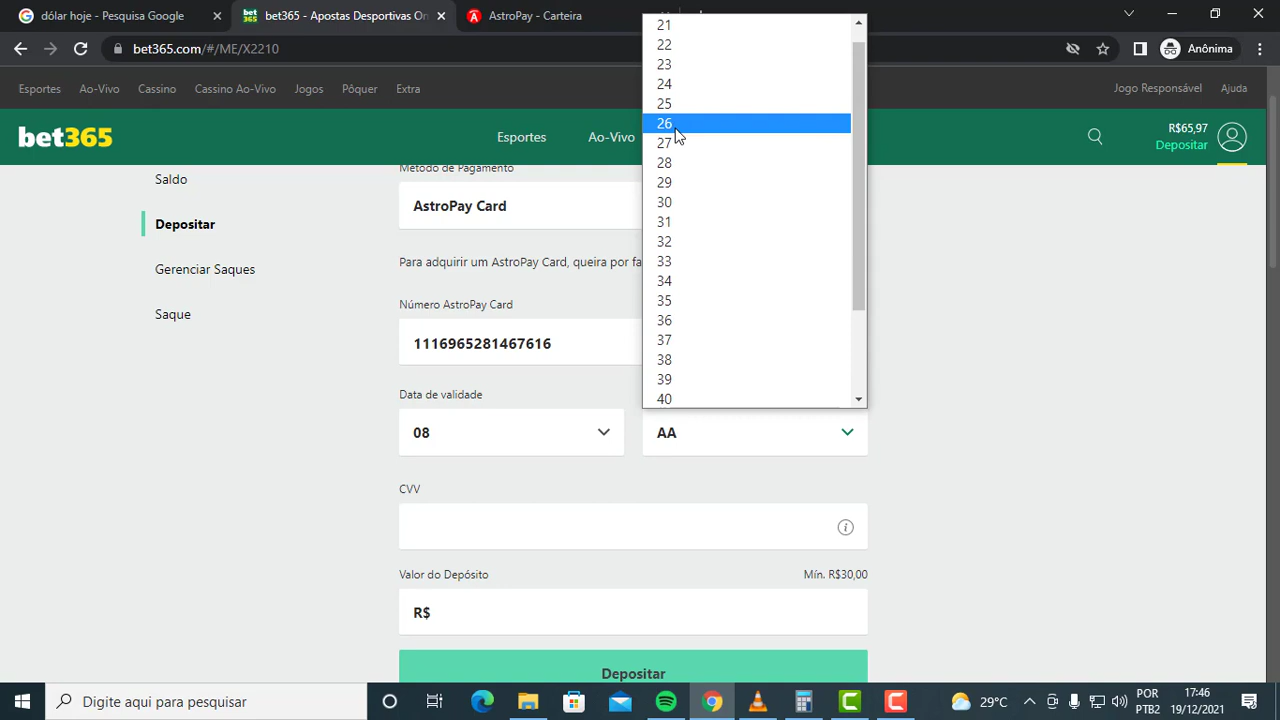 dólar hoje - Pesquisa Google
bet365 - Apostas Desportivas On
AstroPay - Carteira
bet365.com/#/ME/X2210
Anônima
Esportes Ao-Vivo Cassino Cassino Ao-Vivo Jogos Pôquer Extra
Jogo Responsável Ajuda
bet365
Esportes Ao-Vivo
R$65,97
Depositar
Saldo
Depositar
Gerenciar Saques
Saque
Método de Pagamento
AstroPay Card
Para adquirir um AstroPay Card, queira por fa
Número AstroPay Card
1116965281467616
Data de validade
08
21
22
23
24
25
26
27
28
29
30
31
32
33
34
35
36
37
38
39
40
AA
CVV
Valor do Depósito
Mín. R$30,00
R$
Depositar
Digite aqui para pesquisar
29°C
POR
PTB2
17:46
19/12/2021